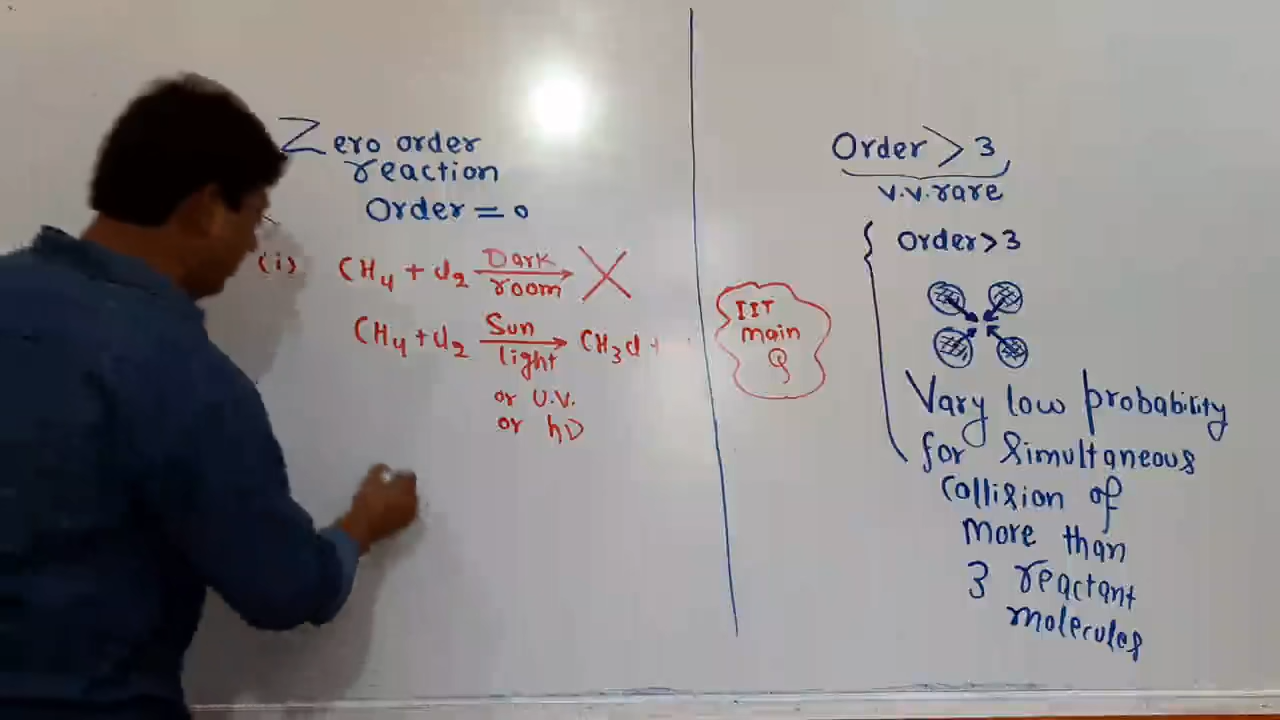 Zero order
reaction
Order = 0
(i) CH4 + Cl2 Dark room → X
CH4 + Cl2 Sun light → CH3Cl +
or U.V.
or hν
IIT
main
Q
Order > 3
v.v.rare
Order > 3
Vary low probability
for simultaneous
Collision of
more than
3 reactant
molecules